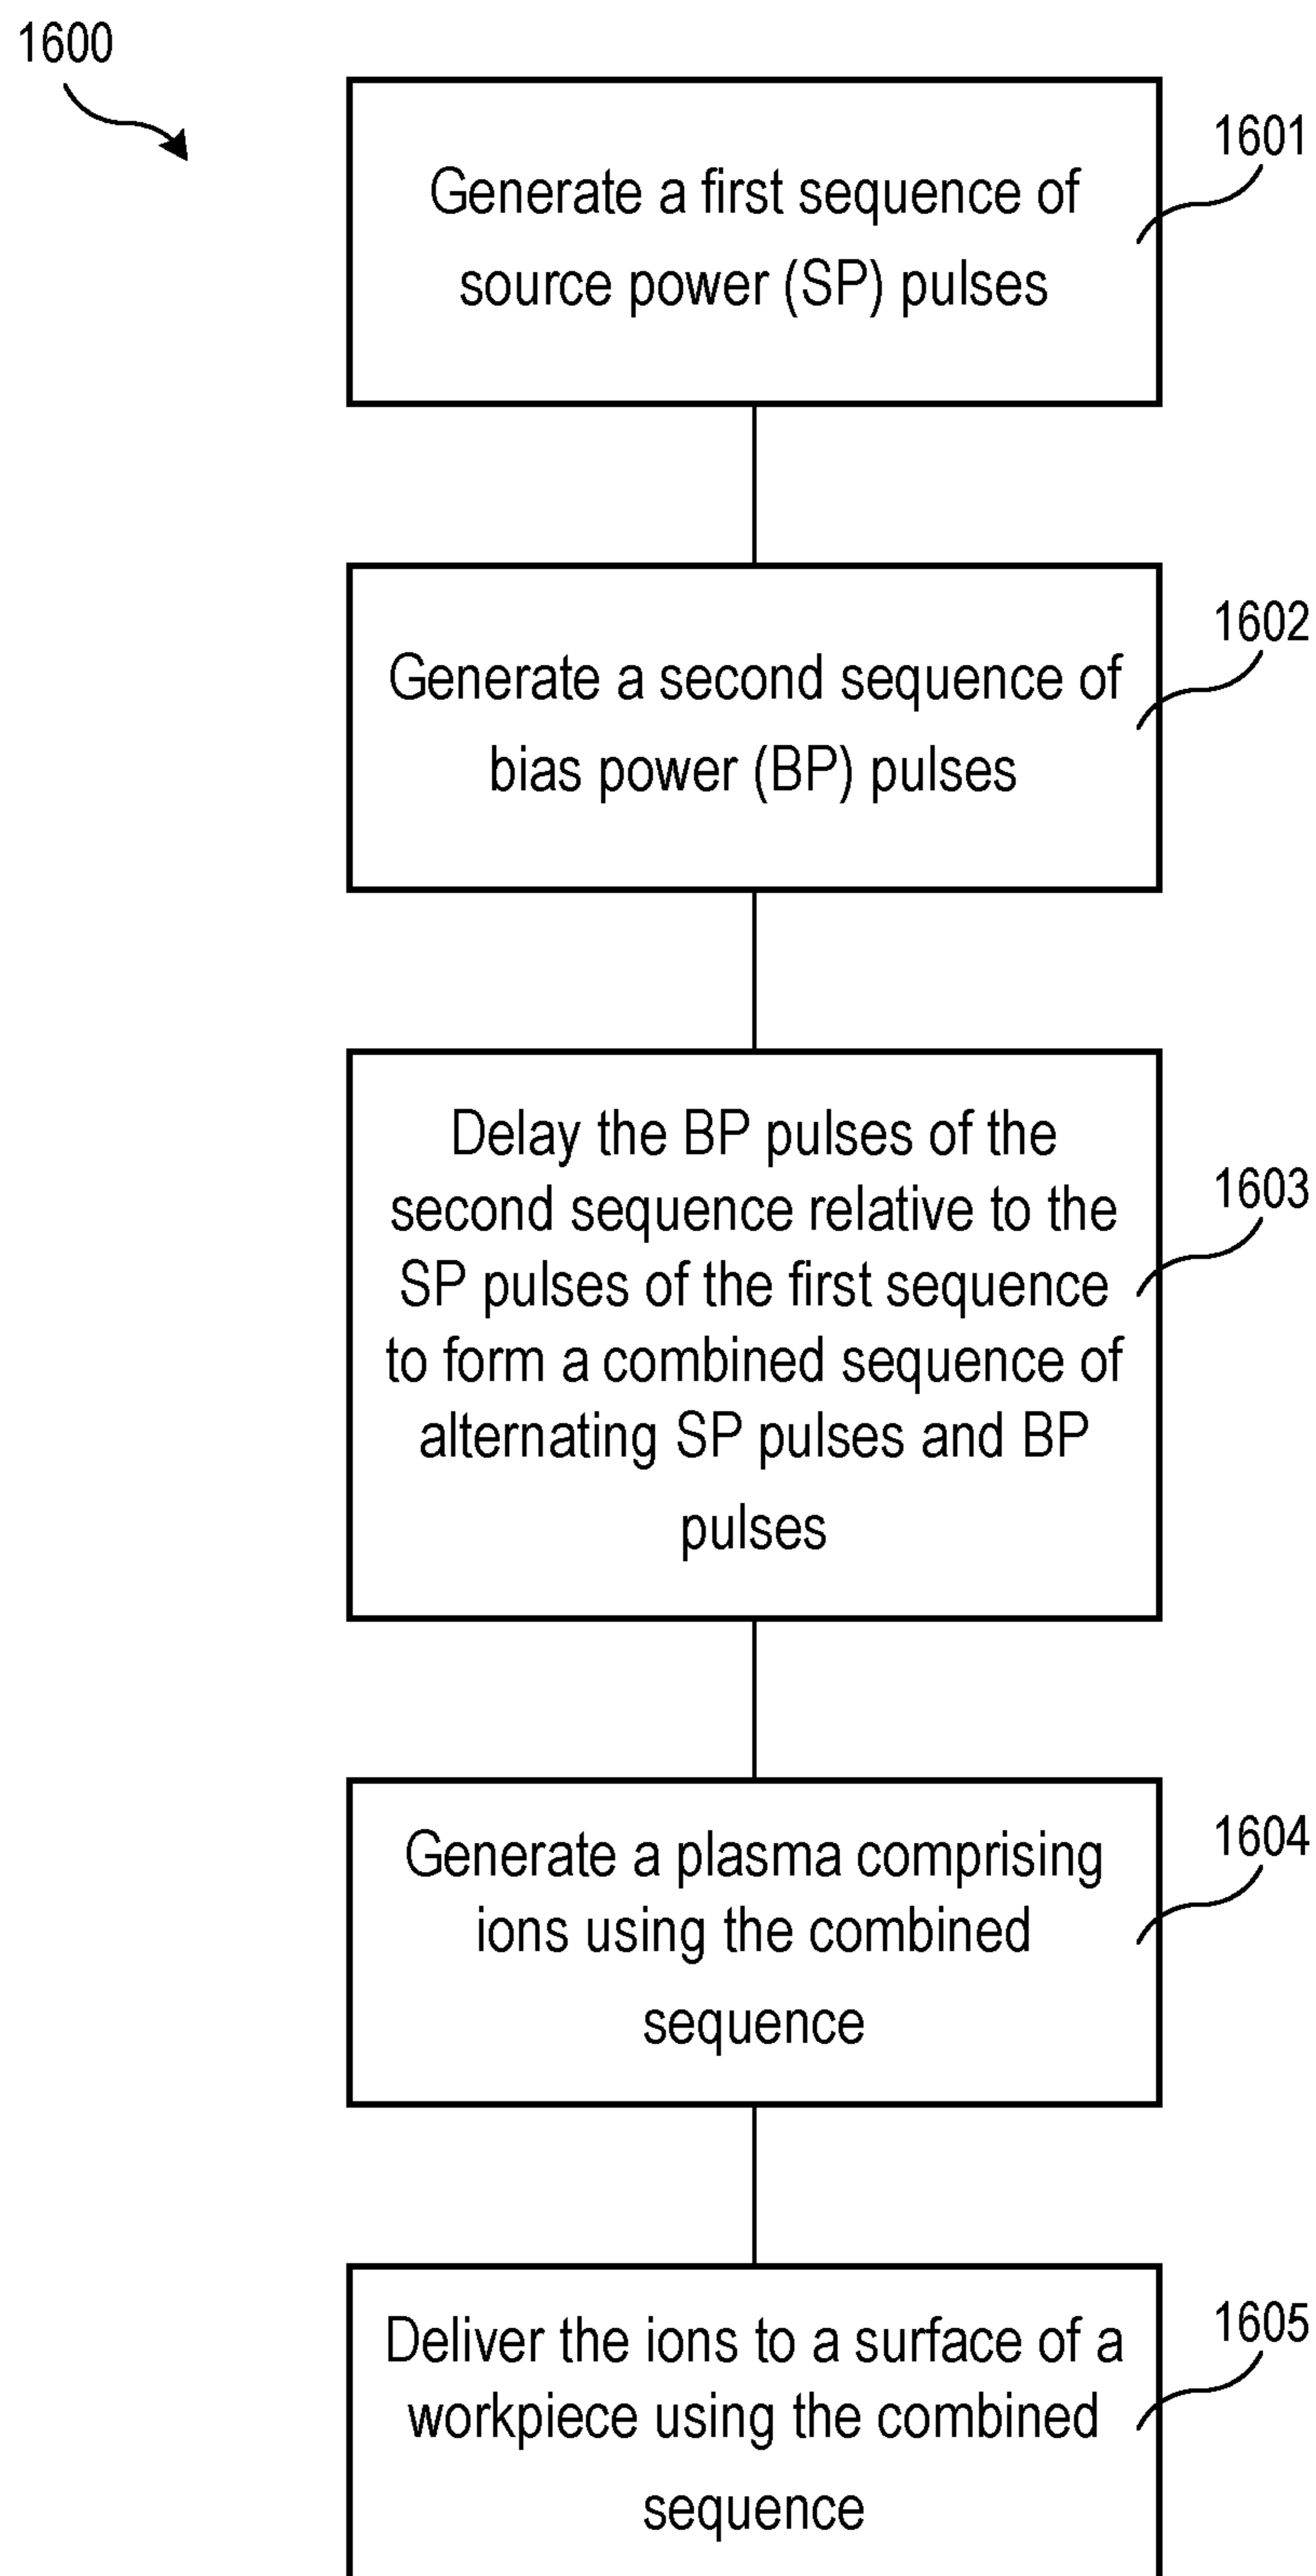 1600
Generate a first sequence of
source power (SP) pulses
1601
Generate a second sequence of
bias power (BP) pulses
1602
Delay the BP pulses of the
second sequence relative to the
SP pulses of the first sequence
to form a combined sequence of
alternating SP pulses and BP
pulses
1603
Generate a plasma comprising
ions using the combined
sequence
1604
Deliver the ions to a surface of a
workpiece using the combined
sequence
1605